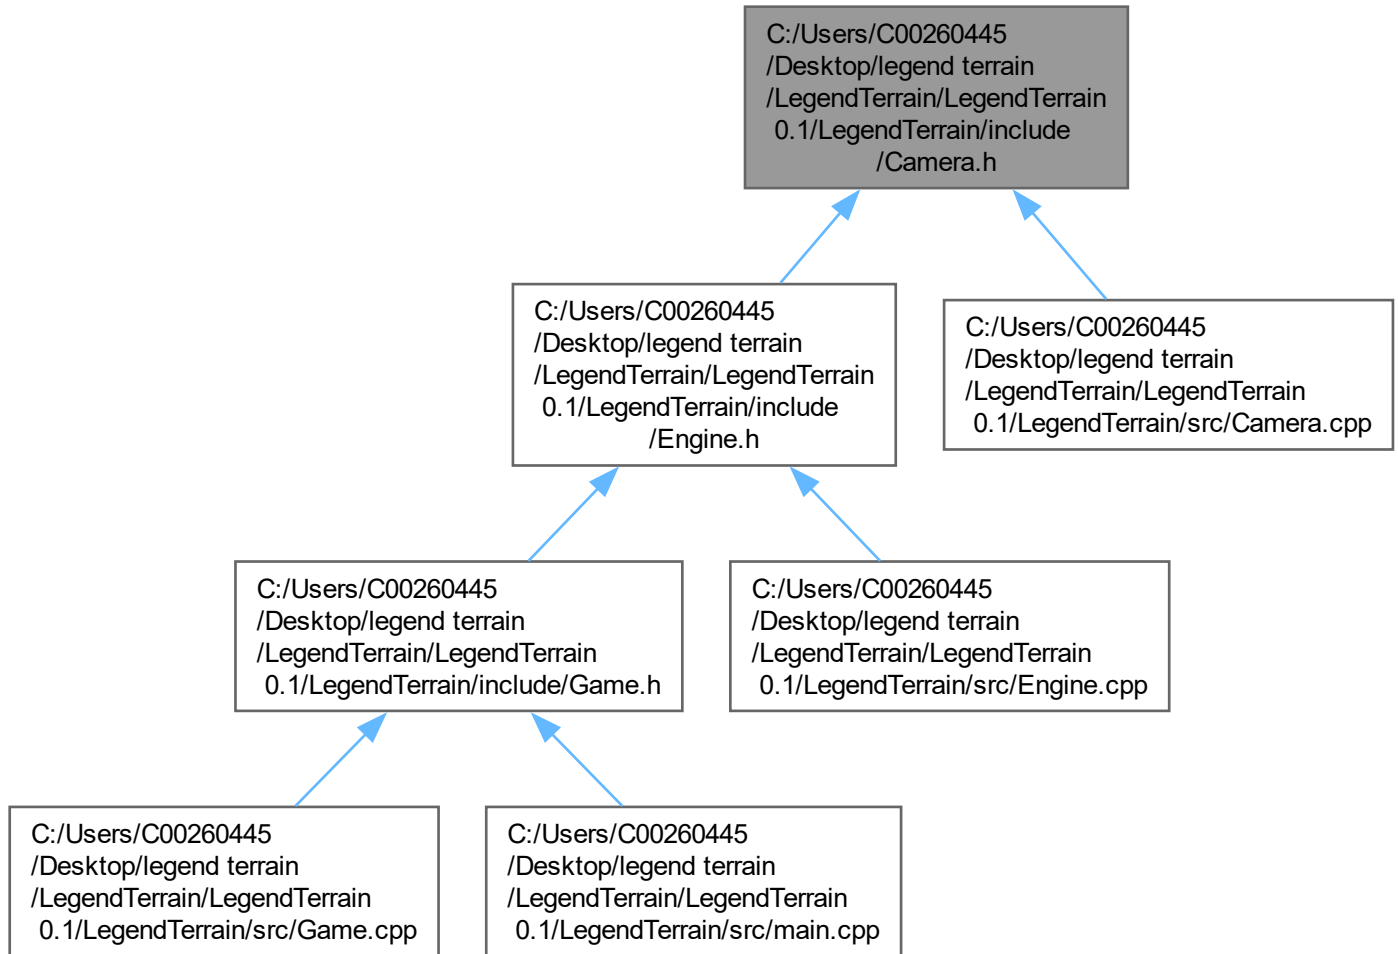 C:/Users/C00260445
/Desktop/legend terrain
/LegendTerrain/LegendTerrain
0.1/LegendTerrain/include
/Camera.h
C:/Users/C00260445
/Desktop/legend terrain
/LegendTerrain/LegendTerrain
0.1/LegendTerrain/include
/Engine.h
C:/Users/C00260445
/Desktop/legend terrain
/LegendTerrain/LegendTerrain
0.1/LegendTerrain/src/Camera.cpp
C:/Users/C00260445
/Desktop/legend terrain
/LegendTerrain/LegendTerrain
0.1/LegendTerrain/include/Game.h
C:/Users/C00260445
/Desktop/legend terrain
/LegendTerrain/LegendTerrain
0.1/LegendTerrain/src/Engine.cpp
C:/Users/C00260445
/Desktop/legend terrain
/LegendTerrain/LegendTerrain
0.1/LegendTerrain/src/Game.cpp
C:/Users/C00260445
/Desktop/legend terrain
/LegendTerrain/LegendTerrain
0.1/LegendTerrain/src/main.cpp